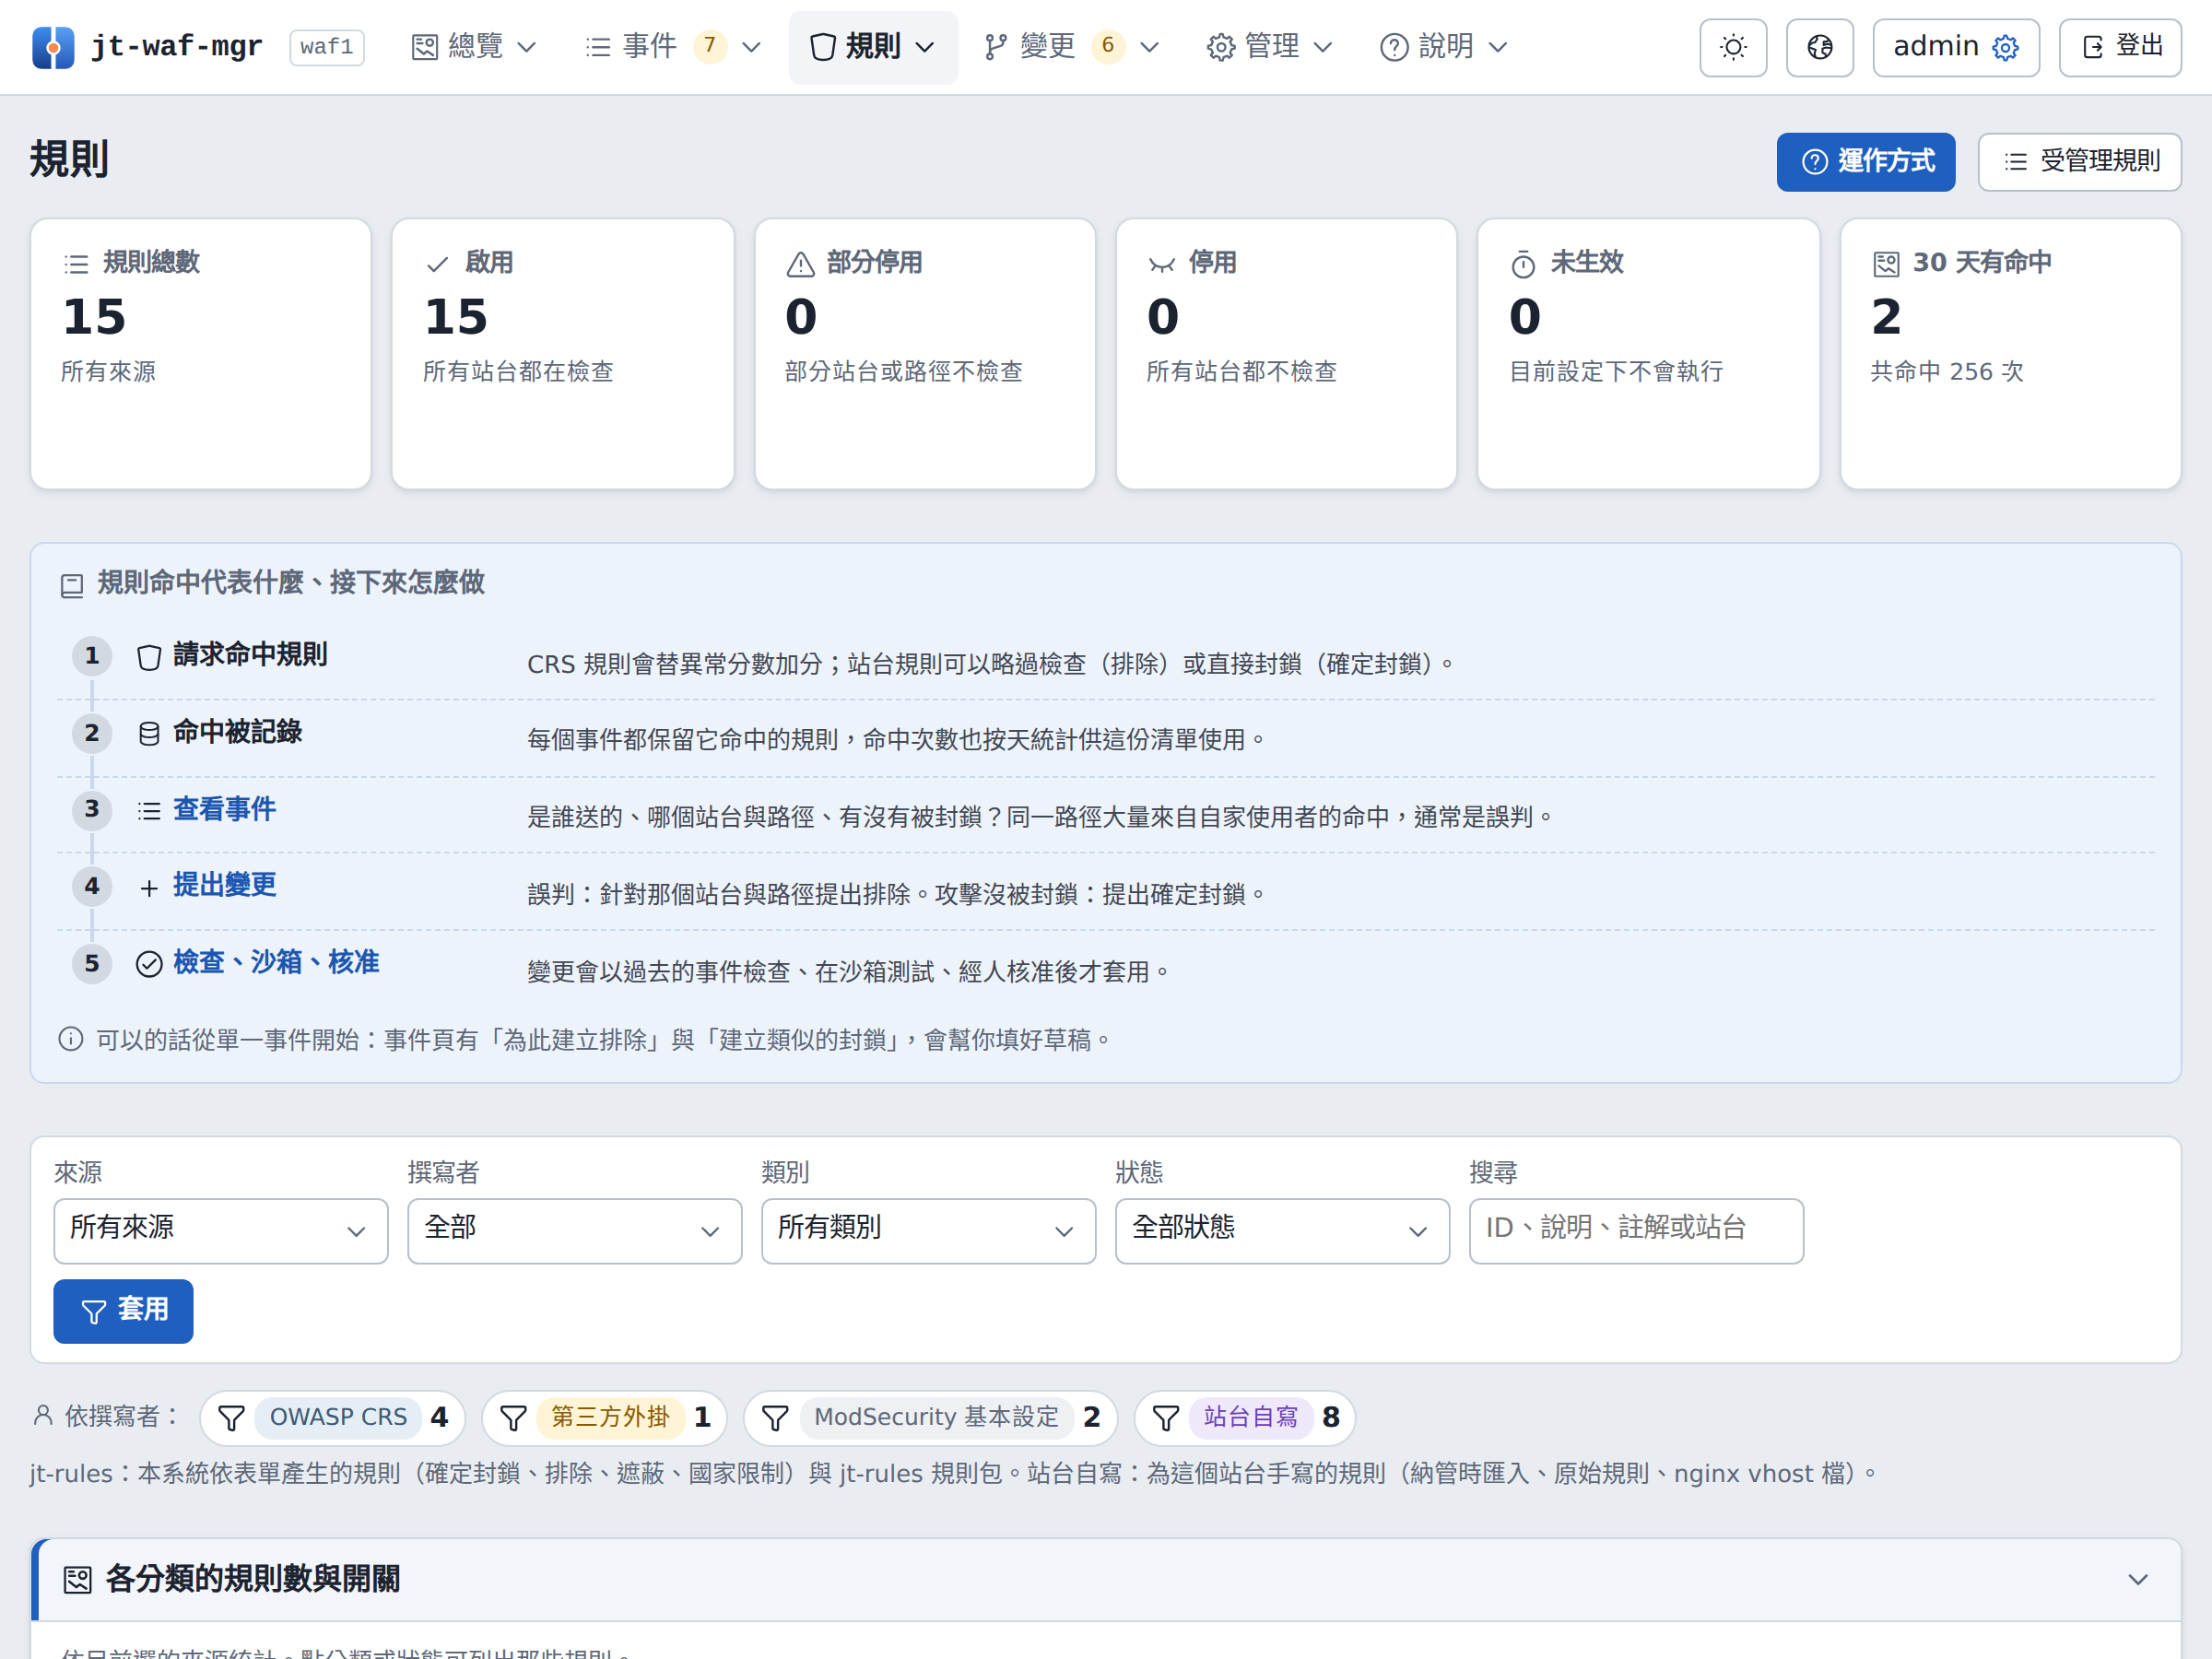 jt-waf-mgr waf1 總覽 事件 7 規則 變更 6 管理 說明 admin 登出
規則 運作方式 受管理規則
規則總數 啟用 部分停用 停用 未生效 30 天有命中
15 15 0 0 0 2
所有來源 所有站台都在檢查 部分站台或路徑不檢查 所有站台都不檢查 目前設定下不會執行 共命中 256 次
規則命中代表什麼、接下來怎麼做
1 請求命中規則 CRS 規則會替異常分數加分；站台規則可以略過檢查（排除）或直接封鎖（確定封鎖）。
2 命中被記錄 每個事件都保留它命中的規則，命中次數也按天統計供這份清單使用。
3 查看事件 是誰送的、哪個站台與路徑、有沒有被封鎖？同一路徑大量來自自家使用者的命中，通常是誤判。
4 提出變更 誤判：針對那個站台與路徑提出排除。攻擊沒被封鎖：提出確定封鎖。
5 檢查、沙箱、核准 變更會以過去的事件檢查、在沙箱測試、經人核准後才套用。
可以的話從單一事件開始：事件頁有「為此建立排除」與「建立類似的封鎖」，會幫你填好草稿。
來源 撰寫者 類別 狀態 搜尋
所有來源 全部 所有類別 全部狀態 ID、說明、註解或站台
套用
依撰寫者： OWASP CRS 4 第三方外掛 1 ModSecurity 基本設定 2 站台自寫 8
jt-rules：本系統依表單產生的規則（確定封鎖、排除、遮蔽、國家限制）與 jt-rules 規則包。站台自寫：為這個站台手寫的規則（納管時匯入、原始規則、nginx vhost 檔）。
各分類的規則數與開關
依目前選的來源統計。點分類或狀態可列出那些規則。